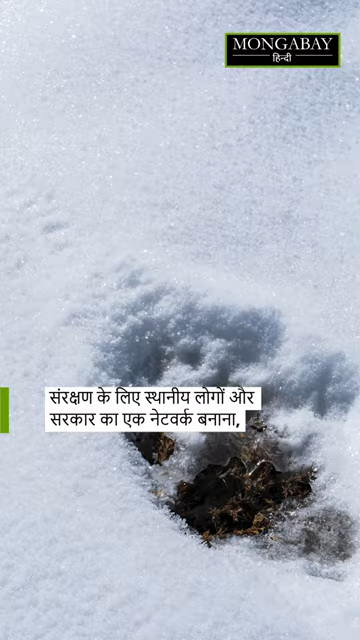 MONGABAY
हिन्दी
संरक्षण के लिए स्थानीय लोगों और
सरकार का एक नेटवर्क बनाना,